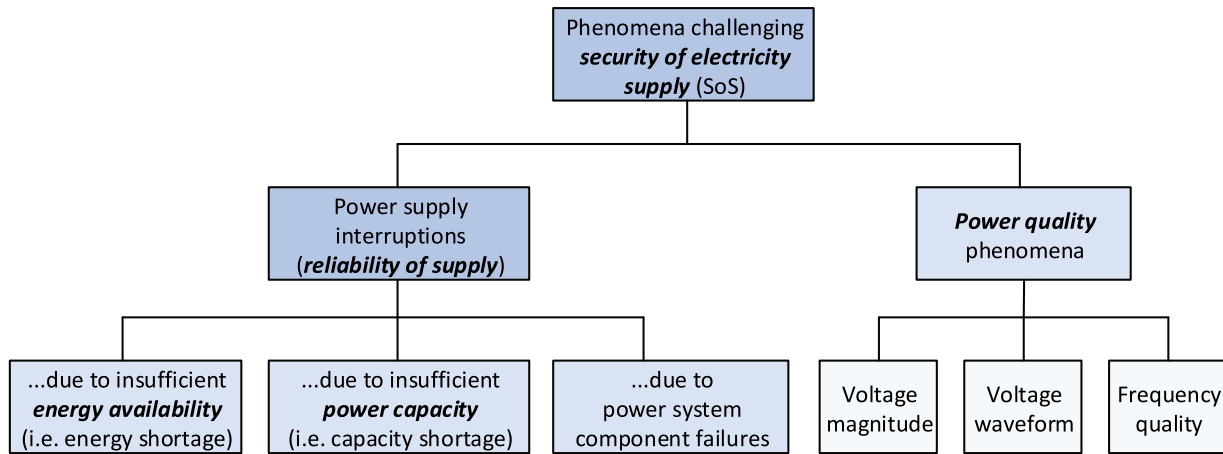 Phenomena challenging
security of electricity
supply (SoS)
Power supply
interruptions
(reliability of supply)
Power quality
phenomena
...due to insufficient
energy availability
(i.e. energy shortage)
...due to insufficient
power capacity
(i.e. capacity shortage)
...due to
power system
component failures
Voltage
magnitude
Voltage
waveform
Frequency
quality